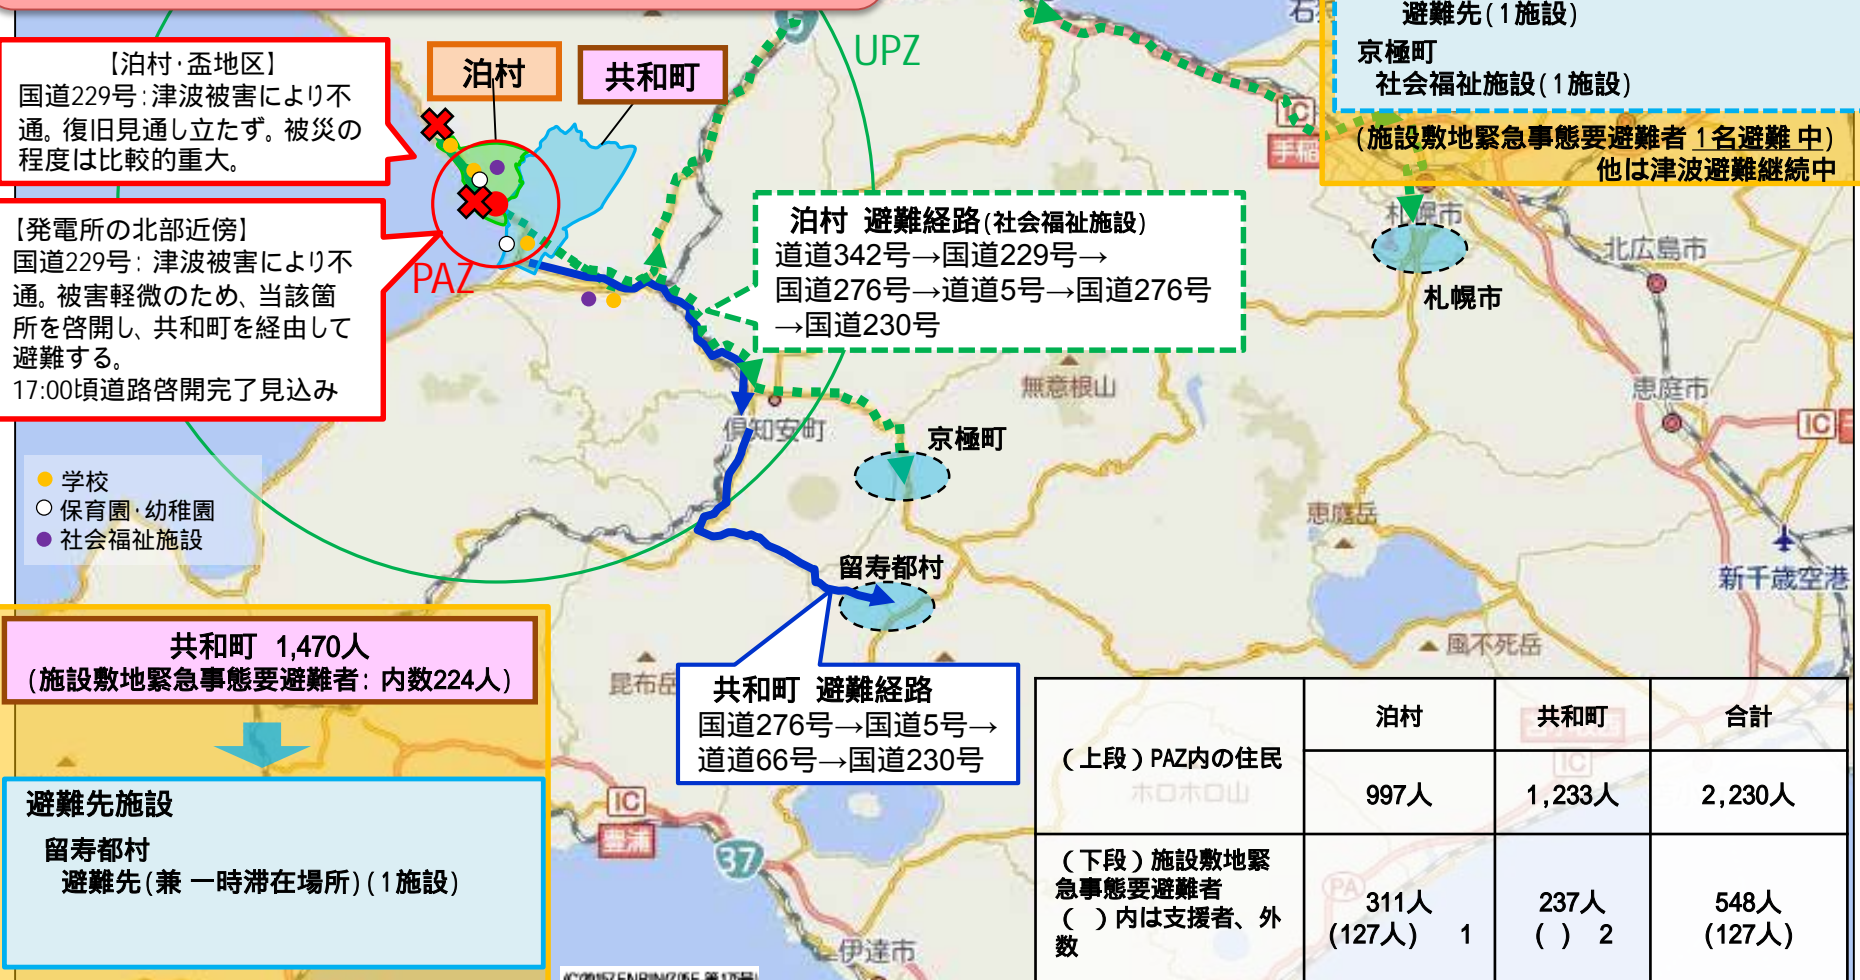 避難先(1施設)
京極町
社会福祉施設(1施設)
(施設敷地緊急事態要避難者 1名避難 中)
他は津波避難継続中
【泊村・盃地区】
国道229号:津波被害により不
通。復旧見通し立たず。被災の
程度は比較的重大。
泊村
共和町
UPZ
IC
手稲
【発電所の北部近傍】
国道229号: 津波被害により不
通。被害軽微のため、当該箇
所を啓開し、共和町を経由して
避難する。
17:00頃道路啓開完了見込み
PAZ
泊村 避難経路(社会福祉施設)
道道342号→国道229号→
国道276号→道道5号→国道276号
→国道230号
札幌市
北広島市
札幌市
無意根山
恵庭市
IC
倶知安町
京極町
学校
保育園・幼稚園
社会福祉施設
恵庭岳
留寿都村
新千歳空港
風不死岳
共和町 1,470人
(施設敷地緊急事態要避難者: 内数224人)
昆布岳
共和町 避難経路
国道276号→国道5号→
道道66号→国道230号
避難先施設
留寿都村
避難先(兼 一時滞在場所)(1施設)
IC
豊浦
37
伊達市
泊村 共和町 合計
(上段)PAZ内の住民
997人 1,233人 2,230人
IC
ホロホロ山
(下段)施設敷地緊
急事態要避難者
( )内は支援者、外
数
311人 237人 548人
(127人) 1 ( ) 2 (127人)
PA